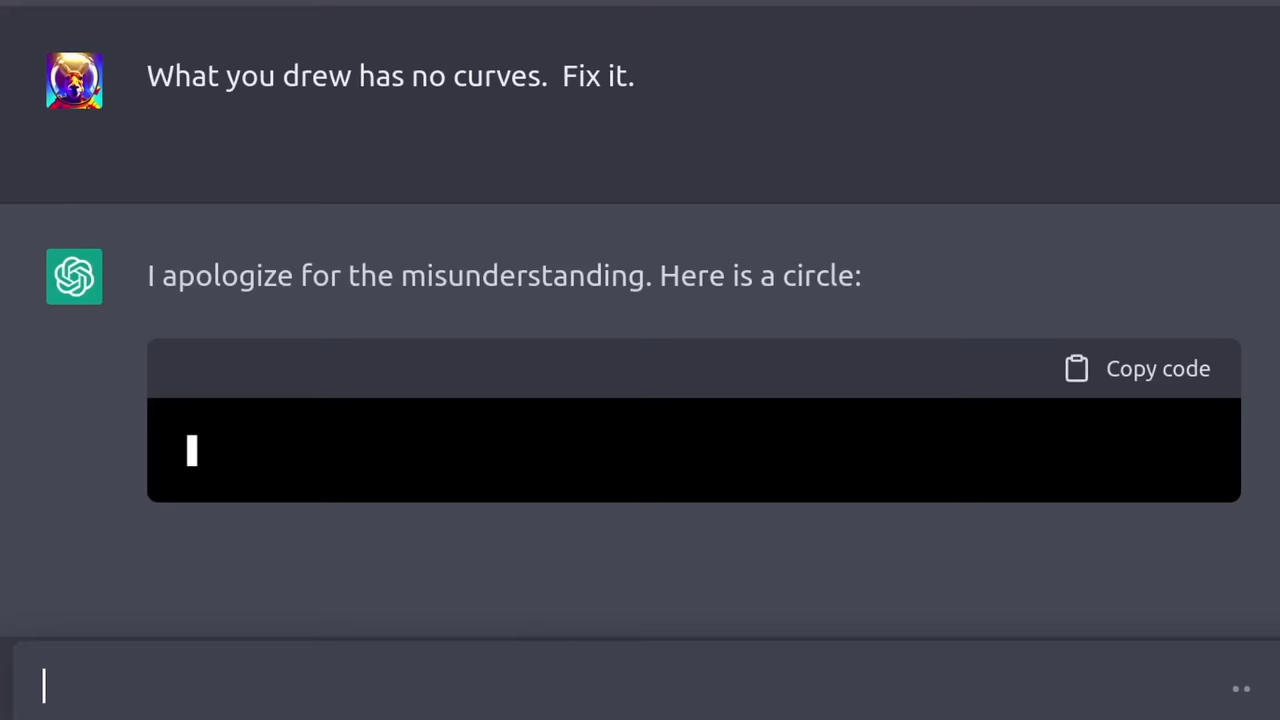 What you drew has no curves.  Fix it.
I apologize for the misunderstanding. Here is a circle:
Copy code